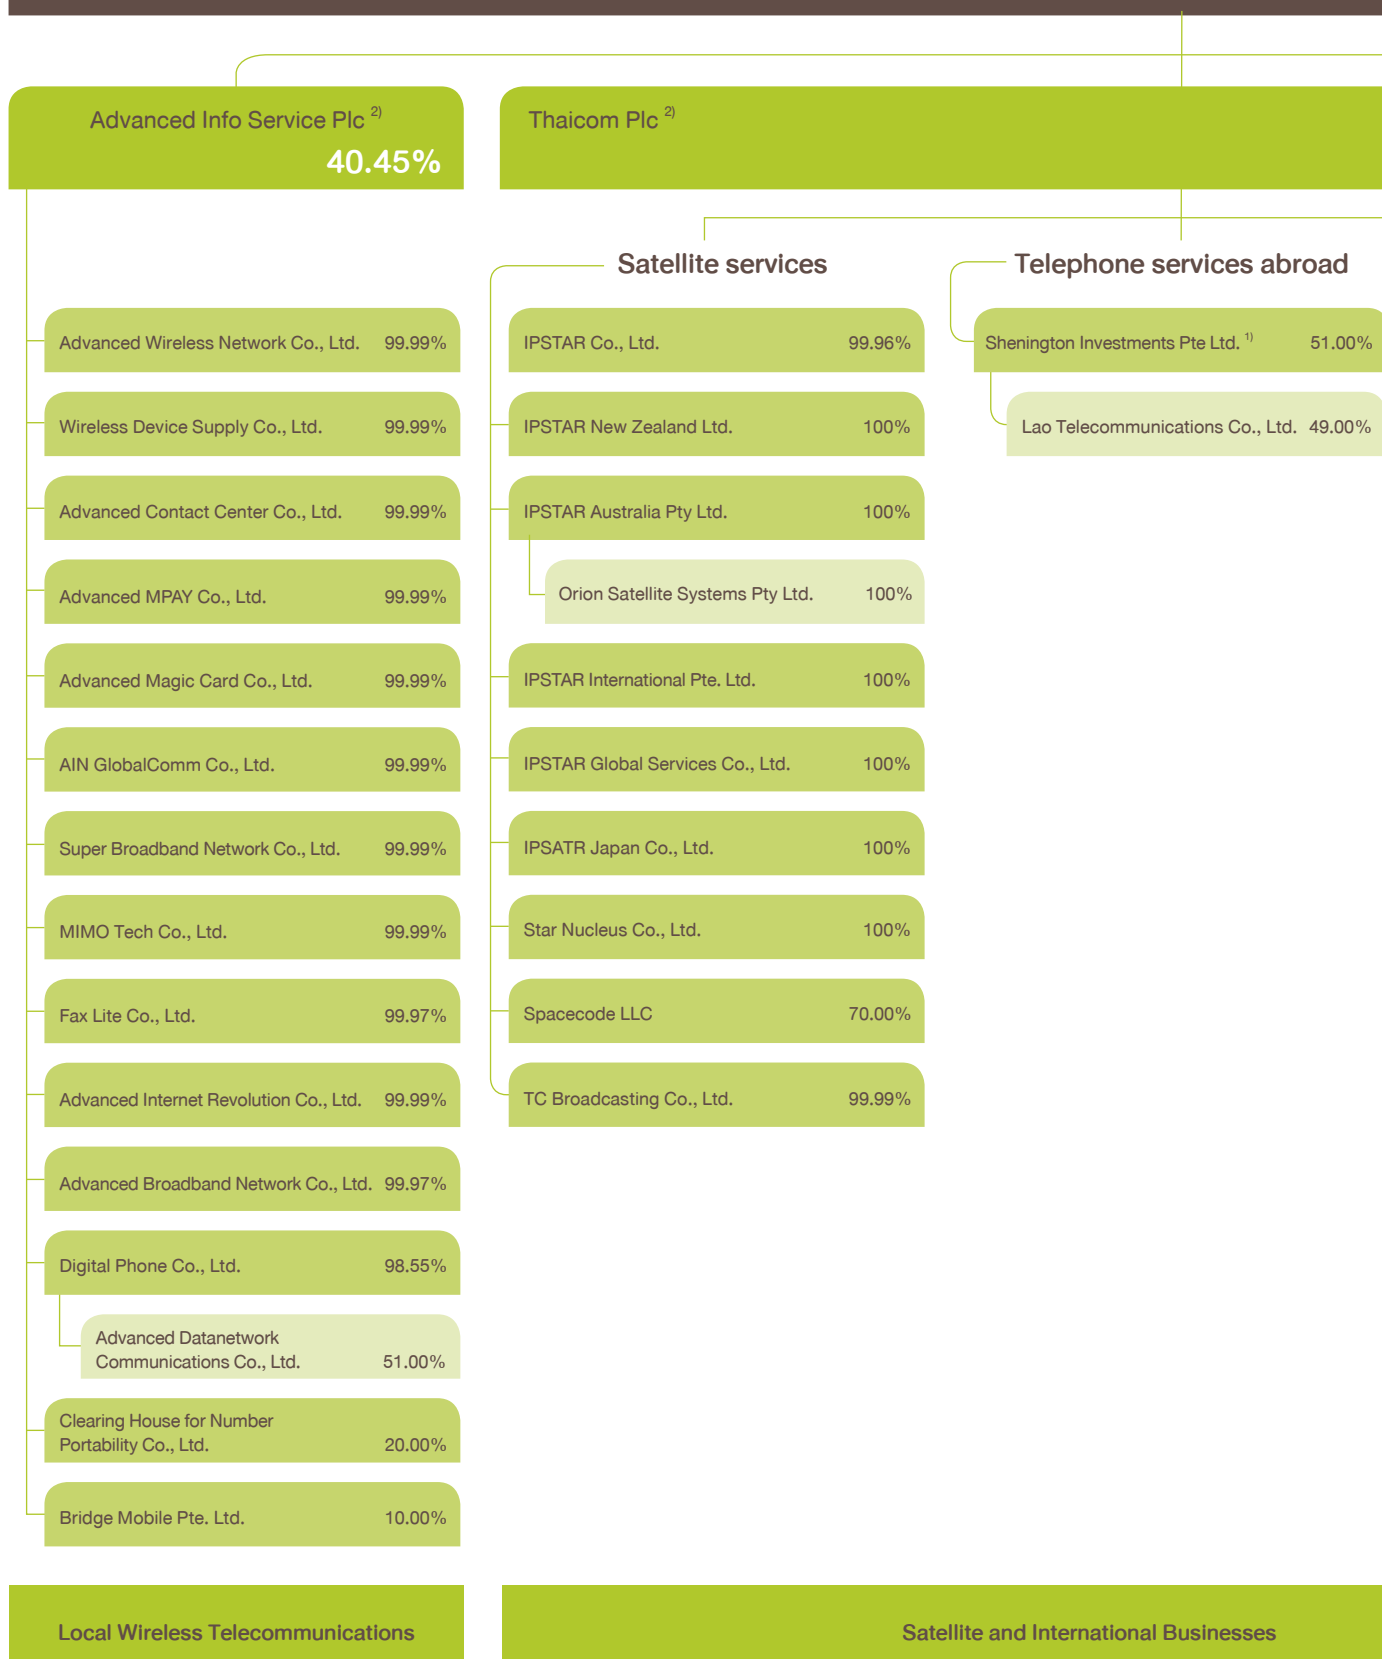 Advanced Info Service Plc 2)
40.45%
Advanced Wireless Network Co., Ltd. 99.99%
Wireless Device Supply Co., Ltd. 99.99%
Advanced Contact Center Co., Ltd. 99.99%
Advanced MPAY Co., Ltd. 99.99%
Advanced Magic Card Co., Ltd. 99.99%
AIN GlobalComm Co., Ltd. 99.99%
Super Broadband Network Co., Ltd. 99.99%
MIMO Tech Co., Ltd. 99.99%
Fax Lite Co., Ltd. 99.97%
Advanced Internet Revolution Co., Ltd. 99.99%
Advanced Broadband Network Co., Ltd. 99.97%
Digital Phone Co., Ltd. 98.55%
Advanced Datanetwork
Communications Co., Ltd. 51.00%
Clearing House for Number
Portability Co., Ltd. 20.00%
Bridge Mobile Pte. Ltd. 10.00%
Local Wireless Telecommunications
Thaicom Plc 2)
Satellite services
IPSTAR Co., Ltd. 99.96%
IPSTAR New Zealand Ltd. 100%
IPSTAR Australia Pty Ltd. 100%
Orion Satellite Systems Pty Ltd. 100%
IPSTAR International Pte. Ltd. 100%
IPSTAR Global Services Co., Ltd. 100%
IPSATR Japan Co., Ltd. 100%
Star Nucleus Co., Ltd. 100%
Spacecode LLC 70.00%
TC Broadcasting Co., Ltd. 99.99%
Telephone services abroad
Shenington Investments Pte Ltd. 1) 51.00%
Lao Telecommunications Co., Ltd. 49.00%
Satellite and International Businesses